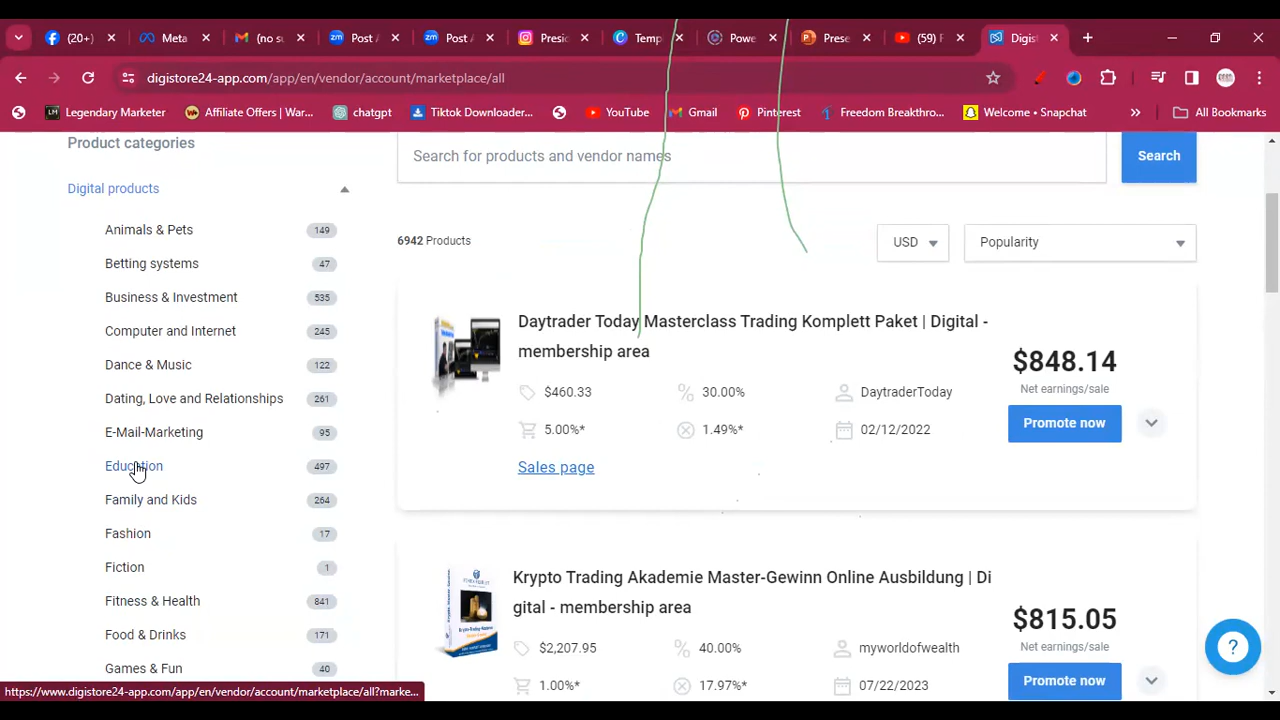 (20+)
Meta
(no su
Post A
Post A
Presid
Temp
Powe
Prese
(59) F
Digist
digistore24-app.com/app/en/vendor/account/marketplace/all
Legendary Marketer
Affiliate Offers | War...
chatgpt
Tiktok Downloader...
YouTube
Gmail
Pinterest
Freedom Breakthro...
Welcome • Snapchat
All Bookmarks
Product categories
Digital products
Animals & Pets 149
Betting systems 47
Business & Investment 535
Computer and Internet 245
Dance & Music 122
Dating, Love and Relationships 261
E-Mail-Marketing 95
Education 497
Family and Kids 264
Fashion 17
Fiction 1
Fitness & Health 841
Food & Drinks 171
Games & Fun 40
https://www.digistore24-app.com/app/en/vendor/account/marketplace/all?marke...
Search for products and vendor names
Search
6942 Products
USD
Popularity
Daytrader Today Masterclass Trading Komplett Paket | Digital -
membership area
$460.33 30.00% DaytraderToday
5.00%* 1.49%* 02/12/2022
Sales page
$848.14
Net earnings/sale
Promote now
Krypto Trading Akademie Master-Gewinn Online Ausbildung | Di
gital - membership area
$2,207.95 40.00% myworldofwealth
1.00%* 17.97%* 07/22/2023
$815.05
Net earnings/sale
Promote now
?